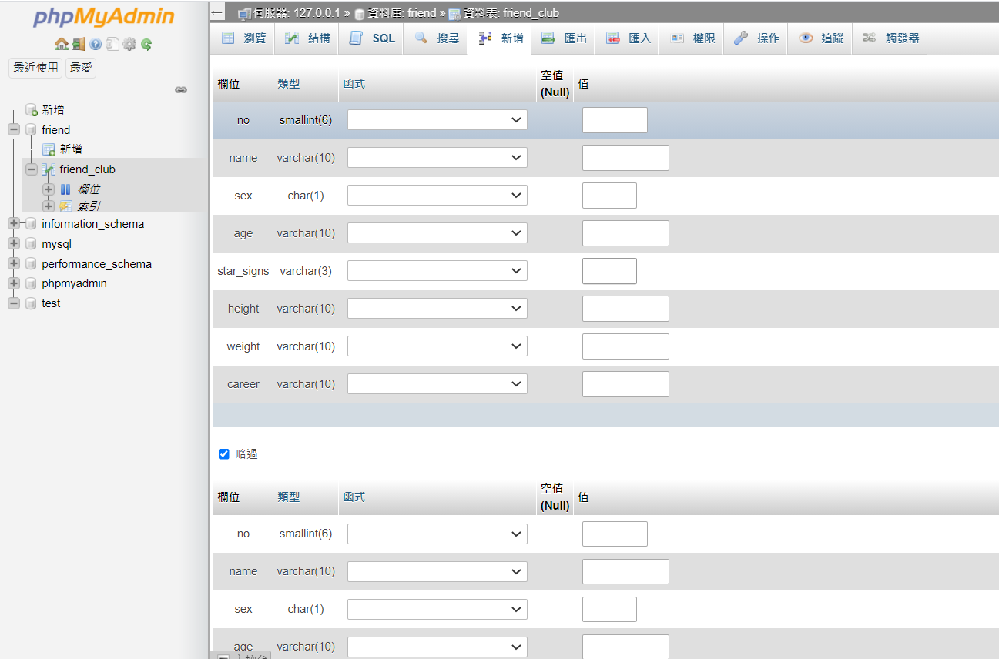 phpMyAdmin
最近使用 最愛
新增
friend
新增
friend_club
欄位
索引
information_schema
mysql
performance_schema
phpmyadmin
test
伺服器: 127.0.0.1 » 資料庫: friend » 資料表: friend_club
瀏覽 結構 SQL 搜尋 新增 匯出 匯入 權限 操作 追蹤 觸發器
欄位 類型 函式 空值 (Null) 值
no smallint(6)
name varchar(10)
sex char(1)
age varchar(10)
star_signs varchar(3)
height varchar(10)
weight varchar(10)
career varchar(10)
略過
欄位 類型 函式 空值 (Null) 值
no smallint(6)
name varchar(10)
sex char(1)
age varchar(10)
主控台